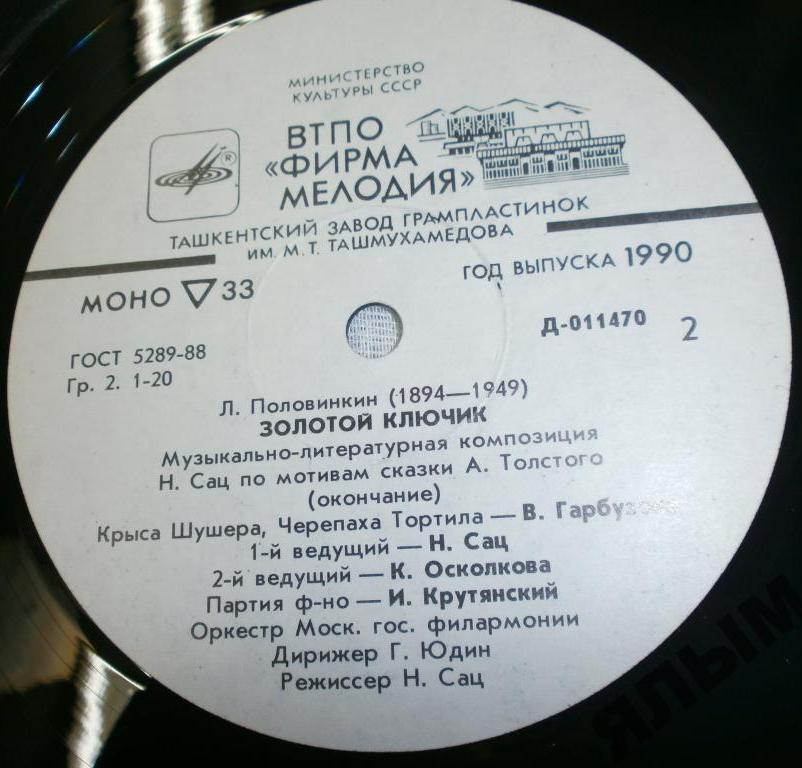 МИНИСТЕРСТВО
КУЛЬТУРЫ СССР
ВТПО
«ФИРМА
МЕЛОДИЯ»
®
ТАШКЕНТСКИЙ ЗАВОД ГРАМПЛАСТИНОК
ИМ. М. Т. ТАШМУХАМЕДОВА
МОНО 33
ГОД ВЫПУСКА 1990
ГОСТ 5289-88
Гр. 2. 1-20
Д-011470
2
Л. Половинкин (1894—1949)
ЗОЛОТОЙ КЛЮЧИК
Музыкально-литературная композиция
Н. Сац по мотивам сказки А. Толстого
(окончание)
Крыса Шушера, Черепаха Тортила — В.
1-й ведущий — Н. Сац
2-й ведущий — К. Осколкова
Партия ф-но — И. Крутянский
Оркестр Моск. гос. филармонии
Дирижер Г. Юдин
Режиссер Н. Сац